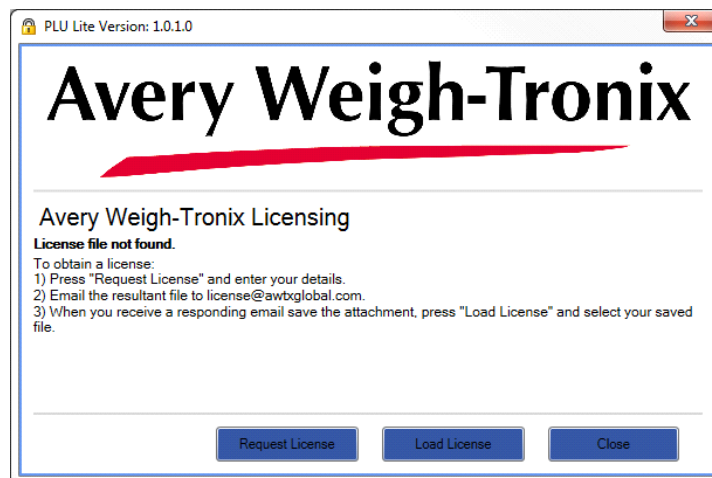 PLU Lite Version: 1.0.1.0
Avery Weigh-Tronix
Avery Weigh-Tronix Licensing
License file not found.
To obtain a license:
1) Press "Request License" and enter your details.
2) Email the resultant file to license@awtxglobal.com.
3) When you receive a responding email save the attachment, press "Load License" and select your saved
file.
Request License
Load License
Close